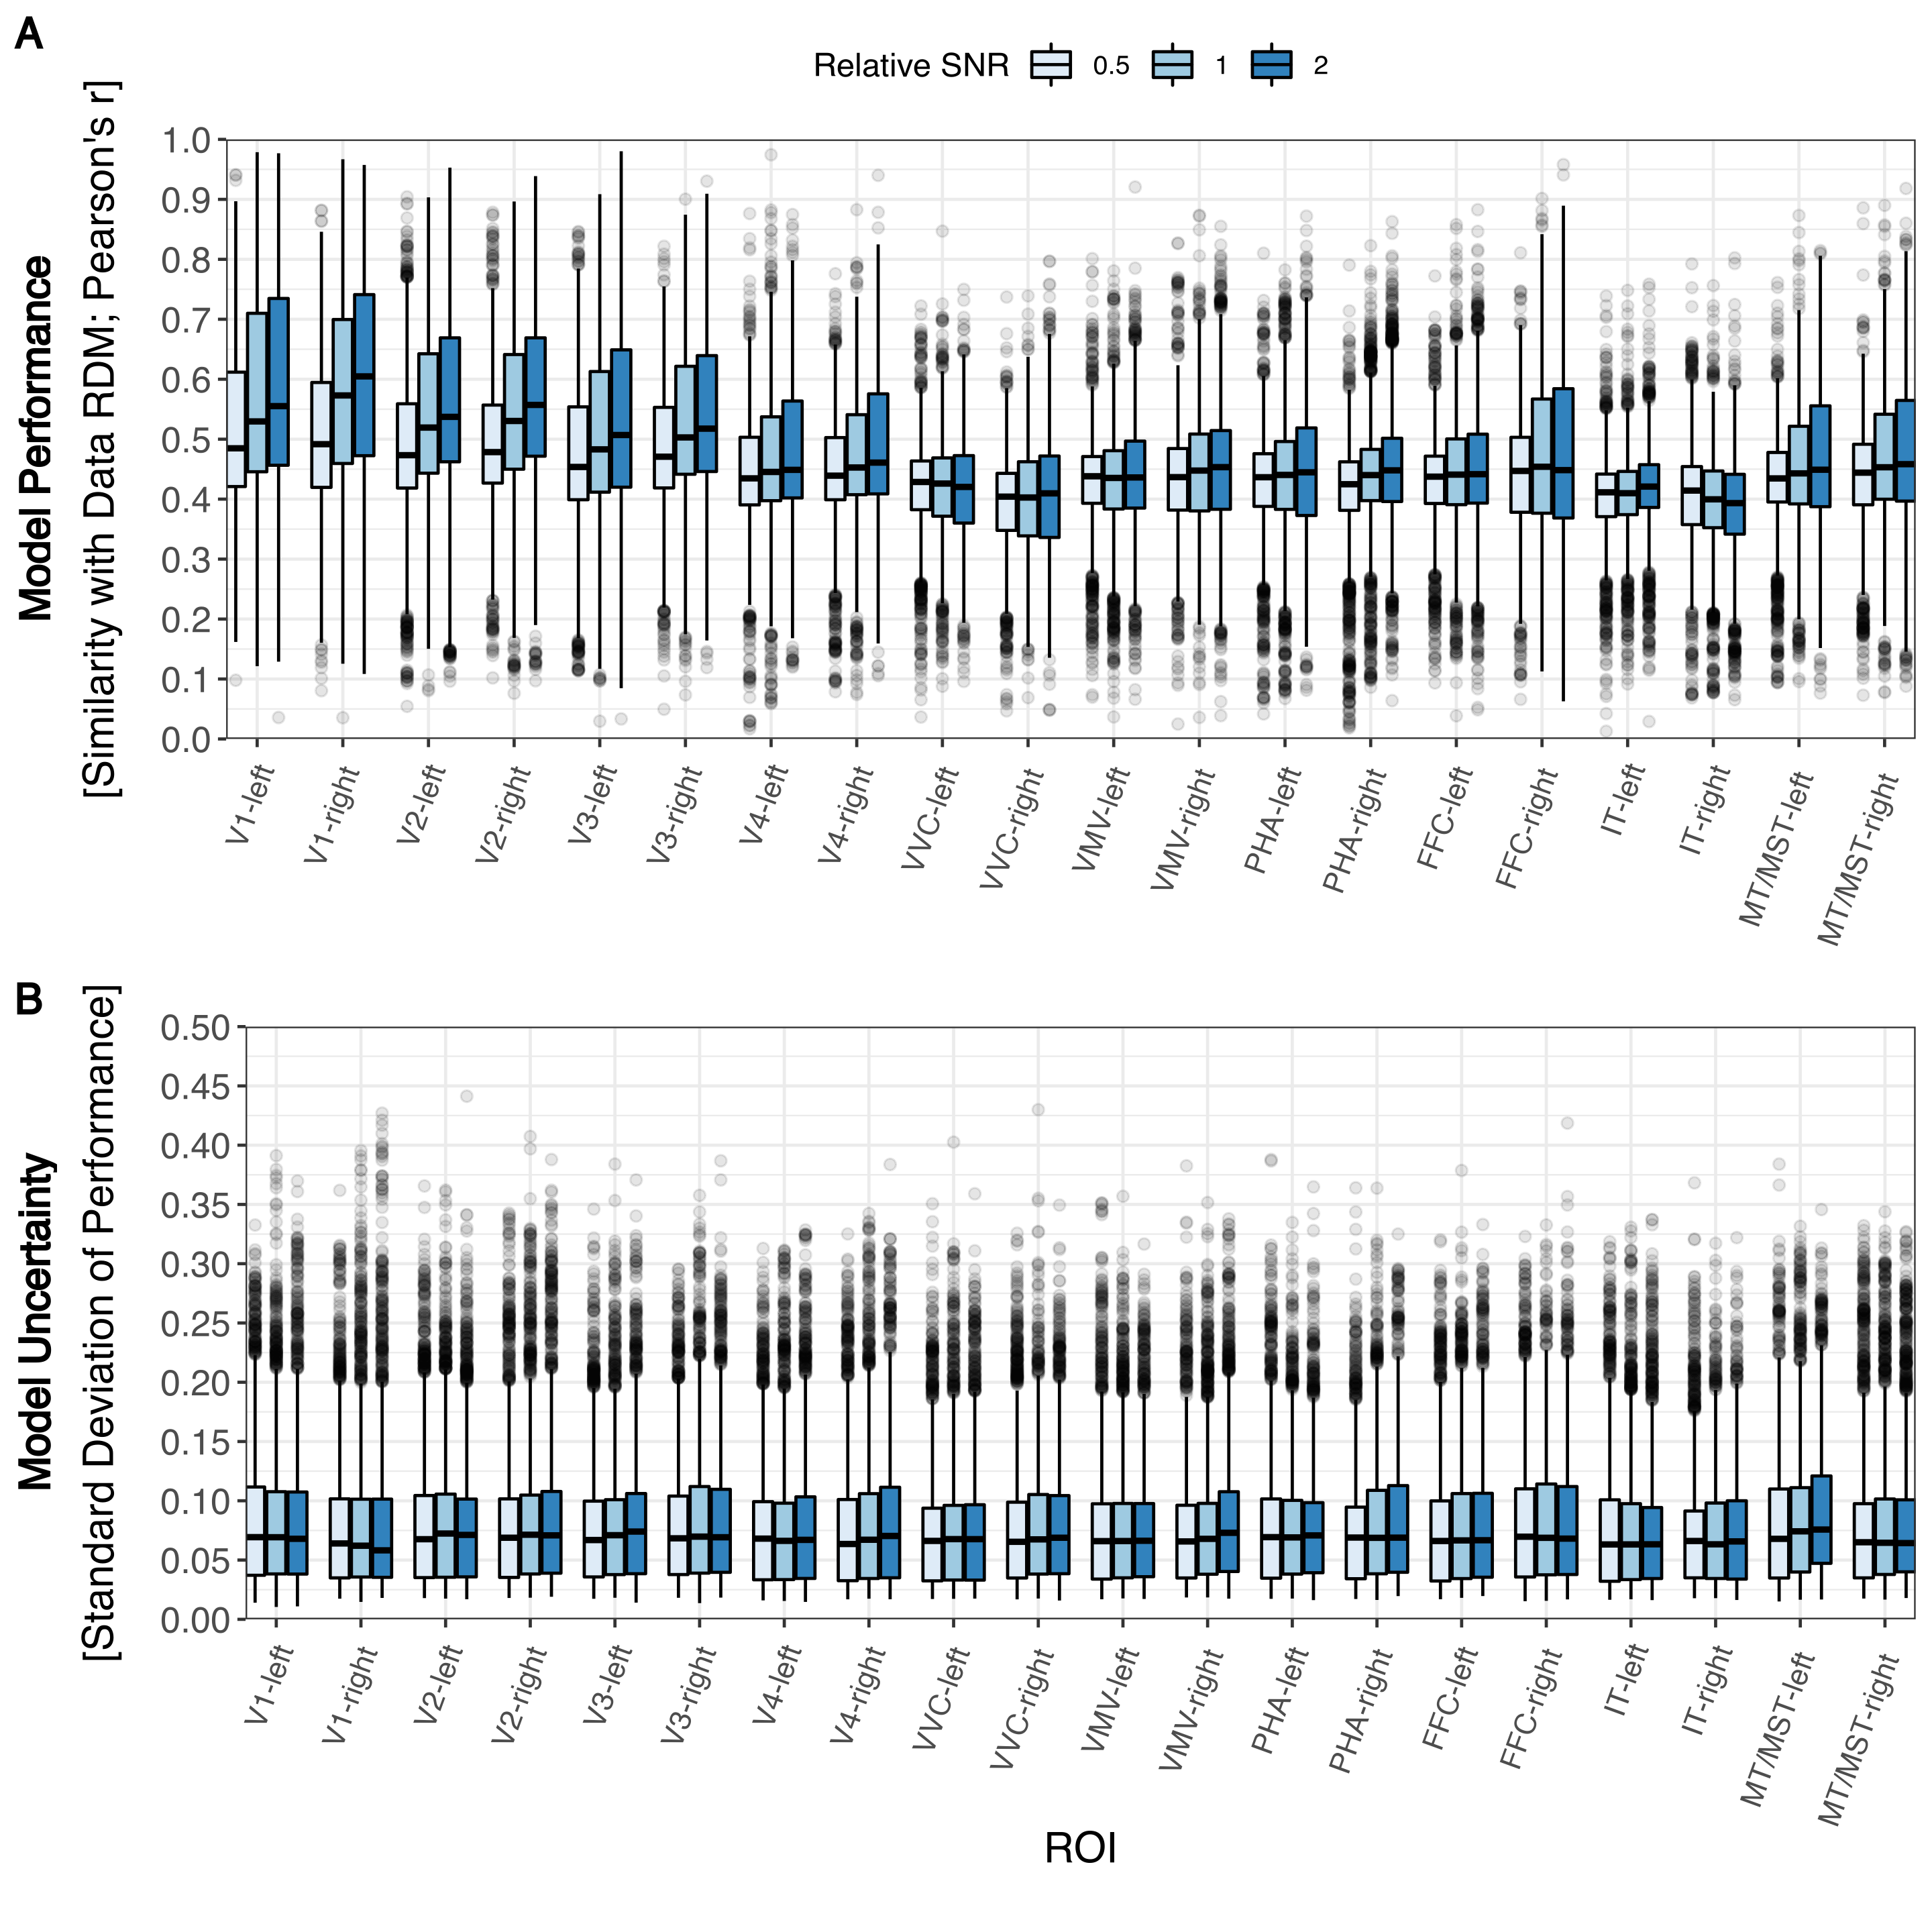 A
Relative SNR 0.5 1 2
Model Performance
[Similarity with Data RDM; Pearson's r]
1.0
0.9
0.8
0.7
0.6
0.5
0.4
0.3
0.2
0.1
0.0
V1-left V1-right V2-left V2-right V3-left V3-right V4-left V4-right VVC-left VVC-right VMV-left VMV-right PHA-left PHA-right FFC-left FFC-right IT-left IT-right MT/MST-left MT/MST-right
B
Model Uncertainty
[Standard Deviation of Performance]
0.50
0.45
0.40
0.35
0.30
0.25
0.20
0.15
0.10
0.05
0.00
V1-left V1-right V2-left V2-right V3-left V3-right V4-left V4-right VVC-left VVC-right VMV-left VMV-right PHA-left PHA-right FFC-left FFC-right IT-left IT-right MT/MST-left MT/MST-right
ROI